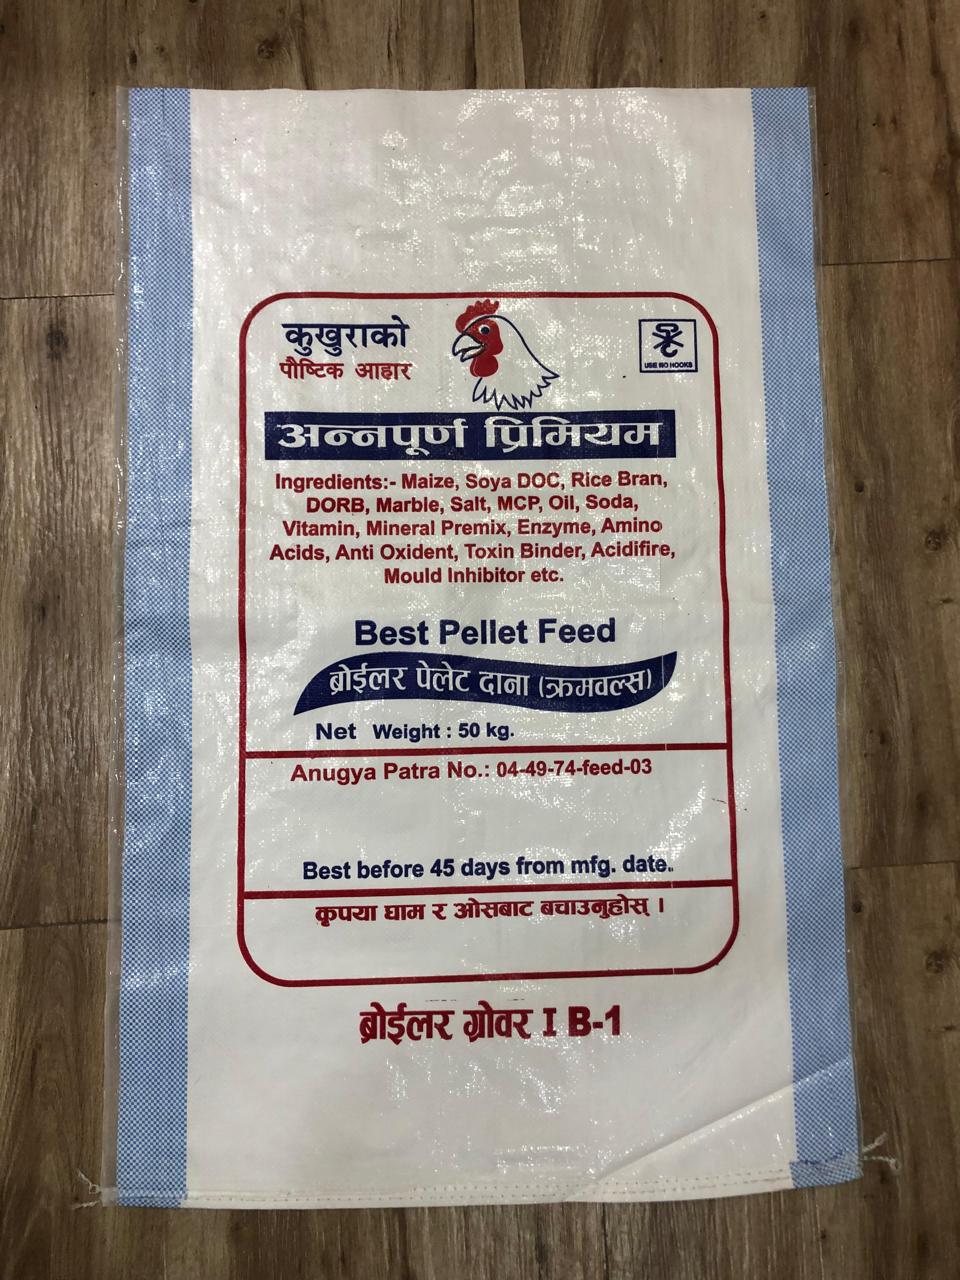 कुखुराको
पौष्टिक आहार
USE NO HOOKS
अन्नपूर्ण प्रिमियम
Ingredients:- Maize, Soya DOC, Rice Bran,
DORB, Marble, Salt, MCP, Oil, Soda,
Vitamin, Mineral Premix, Enzyme, Amino
Acids, Anti Oxident, Toxin Binder, Acidifire,
Mould Inhibitor etc.
Best Pellet Feed
ब्रोईलर पेलेट दाना (क्रमवल्स)
Net Weight : 50 kg.
Anugya Patra No.: 04-49-74-feed-03
Best before 45 days from mfg. date.
कृपया घाम र ओसबाट बचाउनुहोस् ।
ब्रोईलर ग्रोवर I B-1